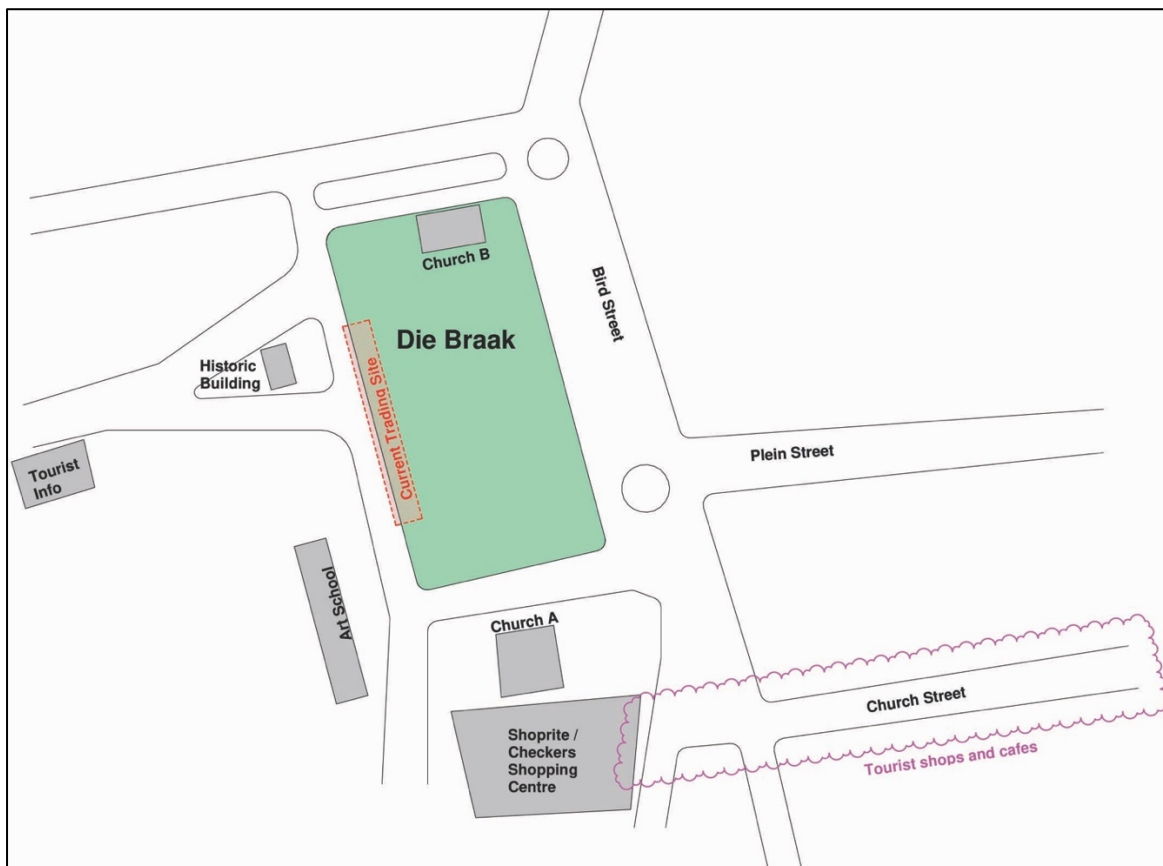 Church B
Bird Street
Die Braak
Historic
Building
Current Trading Site
Plein Street
Tourist
Info
Art School
Church A
Church Street
Shoprite /
Checkers
Shopping
Centre
Tourist shops and cafes